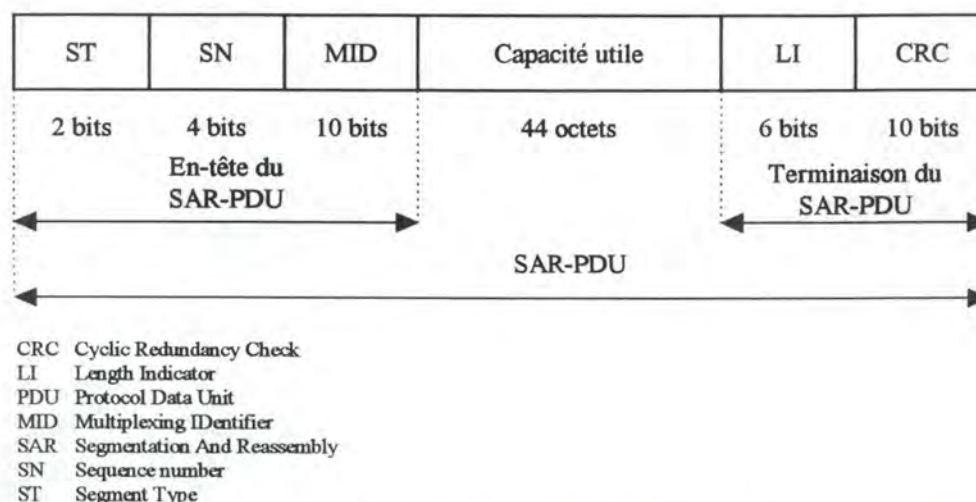 ST SN MID Capacité utile LI CRC
2 bits 4 bits 10 bits 44 octets 6 bits 10 bits
En-tête du
SAR-PDU
Terminaison du
SAR-PDU
SAR-PDU
CRC Cyclic Redundancy Check
LI Length Indicator
PDU Protocol Data Unit
MID Multiplexing IDentifier
SAR Segmentation And Reassembly
SN Sequence number
ST Segment Type